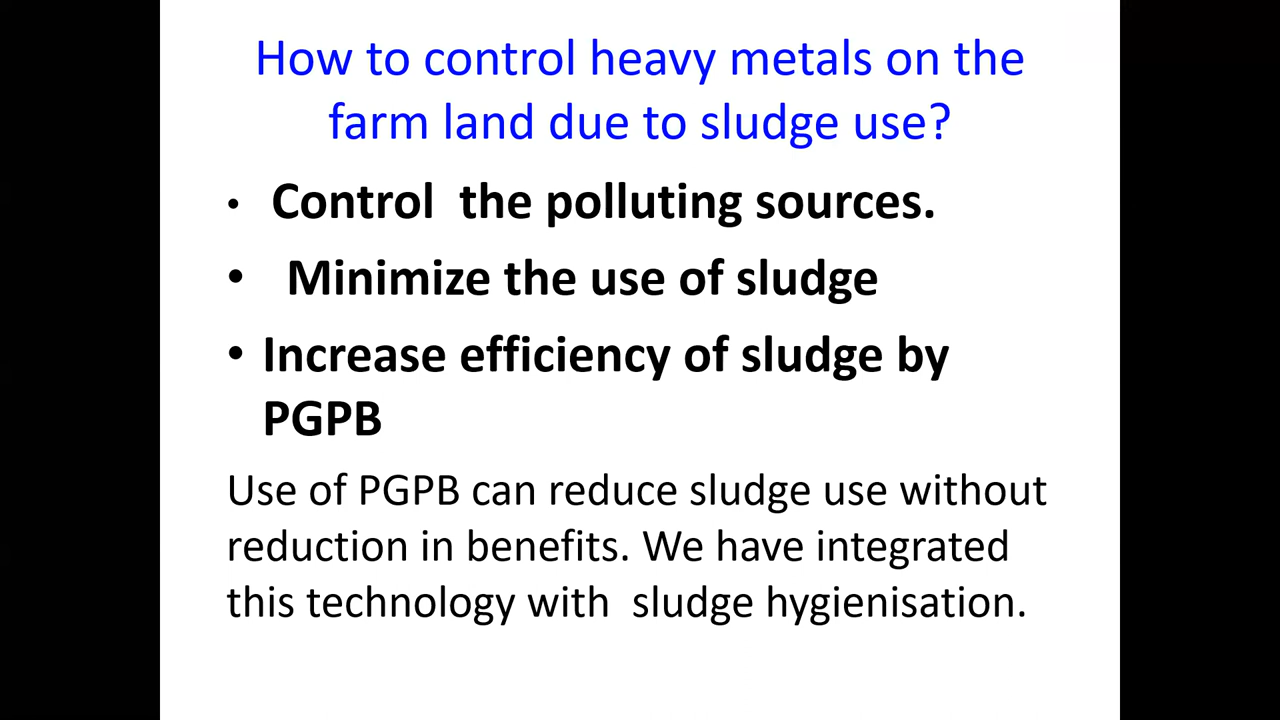 How to control heavy metals on the
farm land due to sludge use?
• Control the polluting sources.
• Minimize the use of sludge
• Increase efficiency of sludge by
PGPB
Use of PGPB can reduce sludge use without
reduction in benefits. We have integrated
this technology with sludge hygienisation.